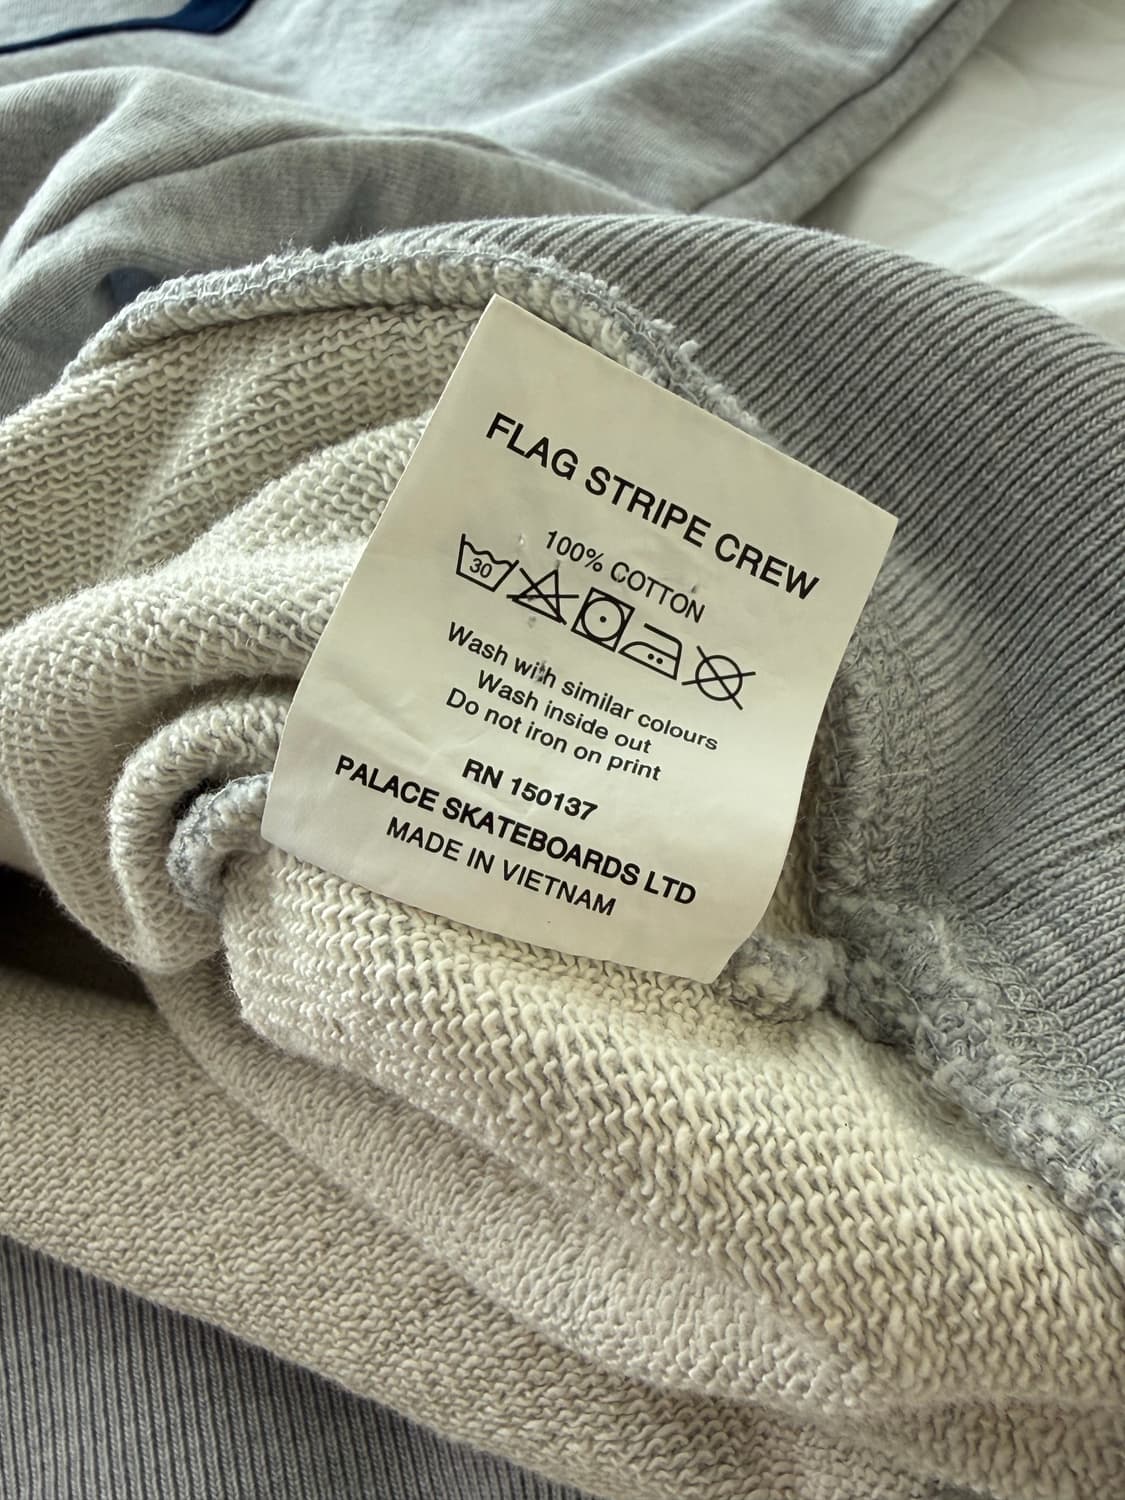 FLAG STRIPE CREW
100% COTTON
30
Wash with similar colours
Wash inside out
Do not iron on print
RN 150137
PALACE SKATEBOARDS LTD
MADE IN VIETNAM